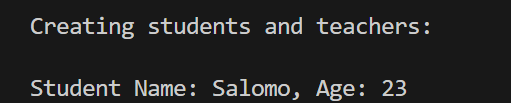 Creating students and teachers:
Student Name: Salomo, Age: 23